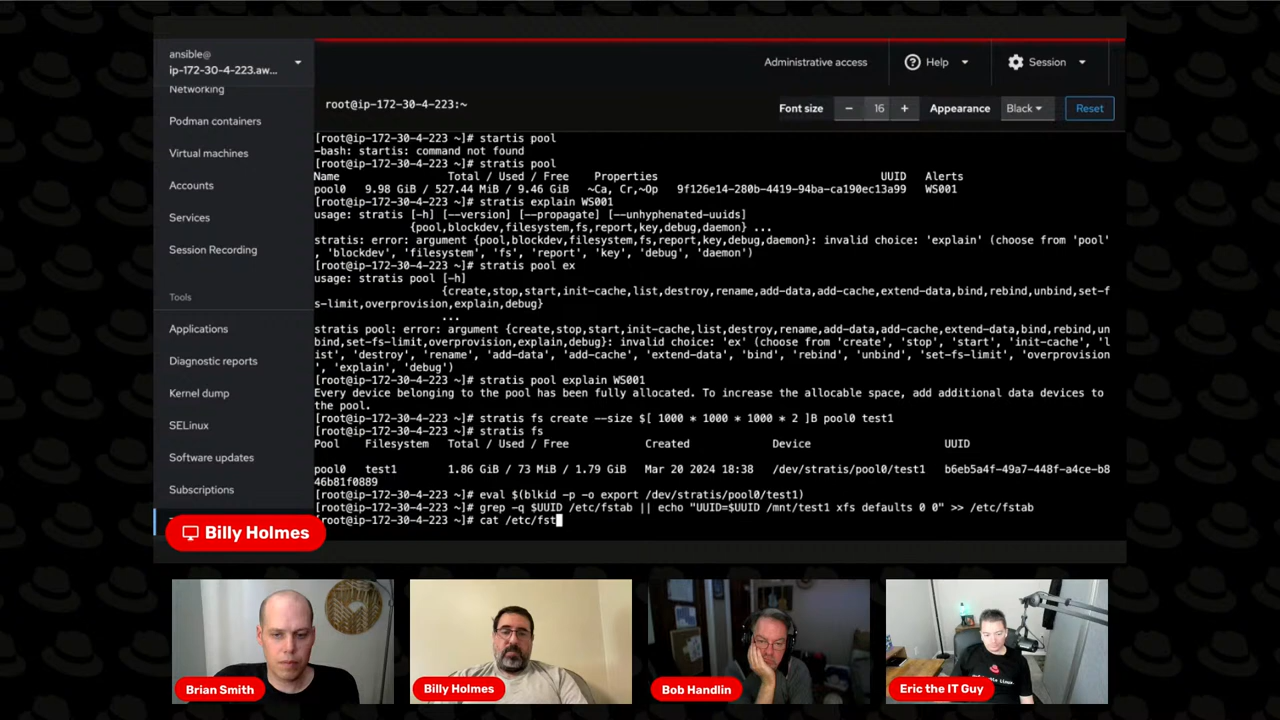 ansible@
ip-172-30-4-223.aw...
Administrative access
Help
Session
Networking
Podman containers
Virtual machines
Accounts
Services
Session Recording
Tools
Applications
Diagnostic reports
Kernel dump
SELinux
Software updates
Subscriptions
root@ip-172-30-4-223:~
Font size
16
Appearance
Black
Reset
[root@ip-172-30-4-223 ~]# startis pool
-bash: startis: command not found
[root@ip-172-30-4-223 ~]# stratis pool
Name Total / Used / Free Properties UUID Alerts
pool0 9.98 GiB / 527.44 MiB / 9.46 GiB ~Ca, Cr,~Op 9f126e14-280b-4419-94ba-ca190ec13a99 WS001
[root@ip-172-30-4-223 ~]# stratis explain WS001
usage: stratis [-h] [--version] [--propagate] [--unhyphenated-uuids]
{pool,blockdev,filesystem,fs,report,key,debug,daemon} ...
stratis: error: argument {pool,blockdev,filesystem,fs,report,key,debug,daemon}: invalid choice: 'explain' (choose from 'pool'
, 'blockdev', 'filesystem', 'fs', 'report', 'key', 'debug', 'daemon')
[root@ip-172-30-4-223 ~]# stratis pool ex
usage: stratis pool [-h]
{create,stop,start,init-cache,list,destroy,rename,add-data,add-cache,extend-data,bind,rebind,unbind,set-f
s-limit,overprovision,explain,debug}
...
stratis pool: error: argument {create,stop,start,init-cache,list,destroy,rename,add-data,add-cache,extend-data,bind,rebind,un
bind,set-fs-limit,overprovision,explain,debug}: invalid choice: 'ex' (choose from 'create', 'stop', 'start', 'init-cache', 'l
ist', 'destroy', 'rename', 'add-data', 'add-cache', 'extend-data', 'bind', 'rebind', 'unbind', 'set-fs-limit', 'overprovision
', 'explain', 'debug')
[root@ip-172-30-4-223 ~]# stratis pool explain WS001
Every device belonging to the pool has been fully allocated. To increase the allocable space, add additional data devices to
the pool.
[root@ip-172-30-4-223 ~]# stratis fs create --size $[ 1000 * 1000 * 1000 * 2 ]B pool0 test1
[root@ip-172-30-4-223 ~]# stratis fs
Pool Filesystem Total / Used / Free Created Device UUID
pool0 test1 1.86 GiB / 73 MiB / 1.79 GiB Mar 20 2024 18:38 /dev/stratis/pool0/test1 b6eb5a4f-49a7-448f-a4ce-b8
46b81f0889
[root@ip-172-30-4-223 ~]# eval $(blkid -p -o export /dev/stratis/pool0/test1)
[root@ip-172-30-4-223 ~]# grep -q $UUID /etc/fstab || echo "UUID=$UUID /mnt/test1 xfs defaults 0 0" >> /etc/fstab
[root@ip-172-30-4-223 ~]# cat /etc/fst
Billy Holmes
Brian Smith
Billy Holmes
Bob Handlin
Eric the IT Guy